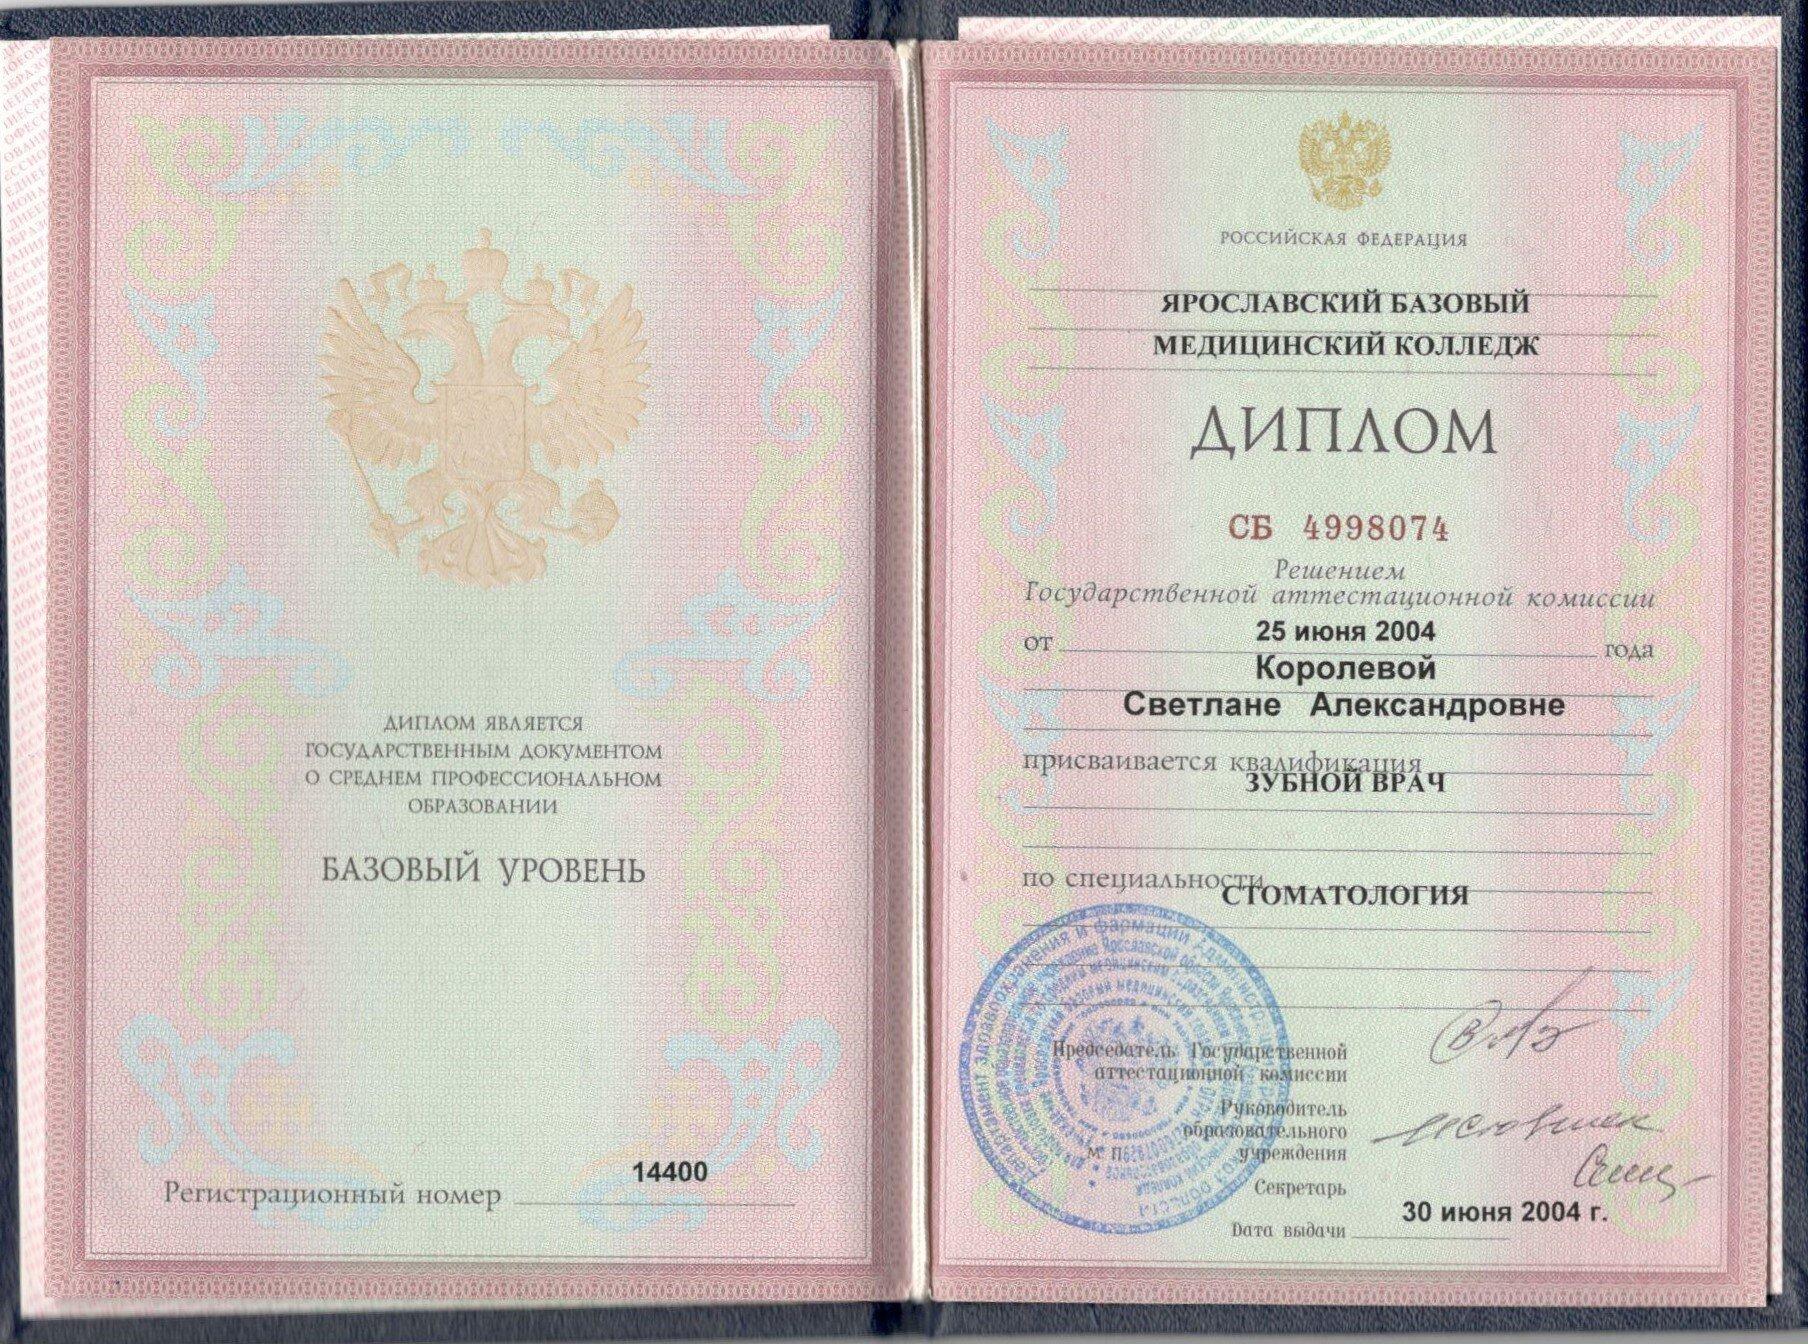 ДИПЛОМ ЯВЛЯЕТСЯ
ГОСУДАРСТВЕННЫМ ДОКУМЕНТОМ
О СРЕДНЕМ ПРОФЕССИОНАЛЬНОМ
ОБРАЗОВАНИИ
БАЗОВЫЙ УРОВЕНЬ
Регистрационный номер 14400
РОССИЙСКАЯ ФЕДЕРАЦИЯ
ЯРОСЛАВСКИЙ БАЗОВЫЙ
МЕДИЦИНСКИЙ КОЛЛЕДЖ
ДИПЛОМ
СБ 4998074
Решением
Государственной аттестационной комиссии
от 25 июня 2004 года
Королевой
Светлане Александровне
присваивается квалификация
ЗУБНОЙ ВРАЧ
по специальности
СТОМАТОЛОГИЯ
Председатель Государственной
аттестационной комиссии
Руководитель
образовательного
М П учреждения
Секретарь
Дата выдачи 30 июня 2004 г.